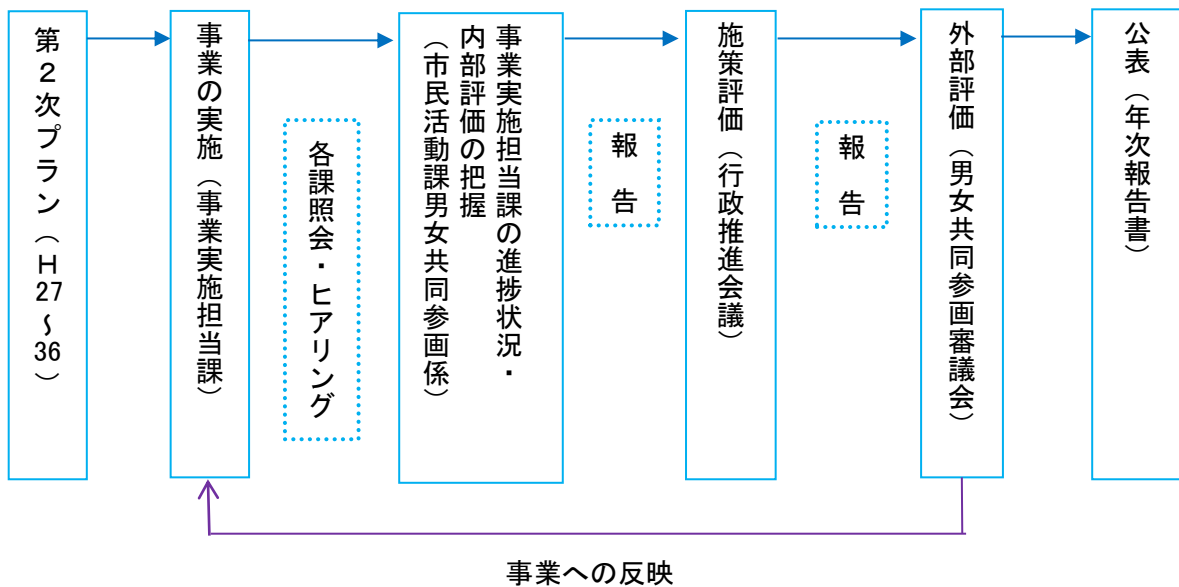 第２次プラン（Ｈ27～36）
事業の実施（事業実施担当課）
各課照会・ヒアリング
事業実施担当課の進捗状況・
内部評価の把握
（市民活動課男女共同参画係）
報告
施策評価（行政推進会議）
報告
外部評価（男女共同参画審議会）
公表（年次報告書）
事業への反映